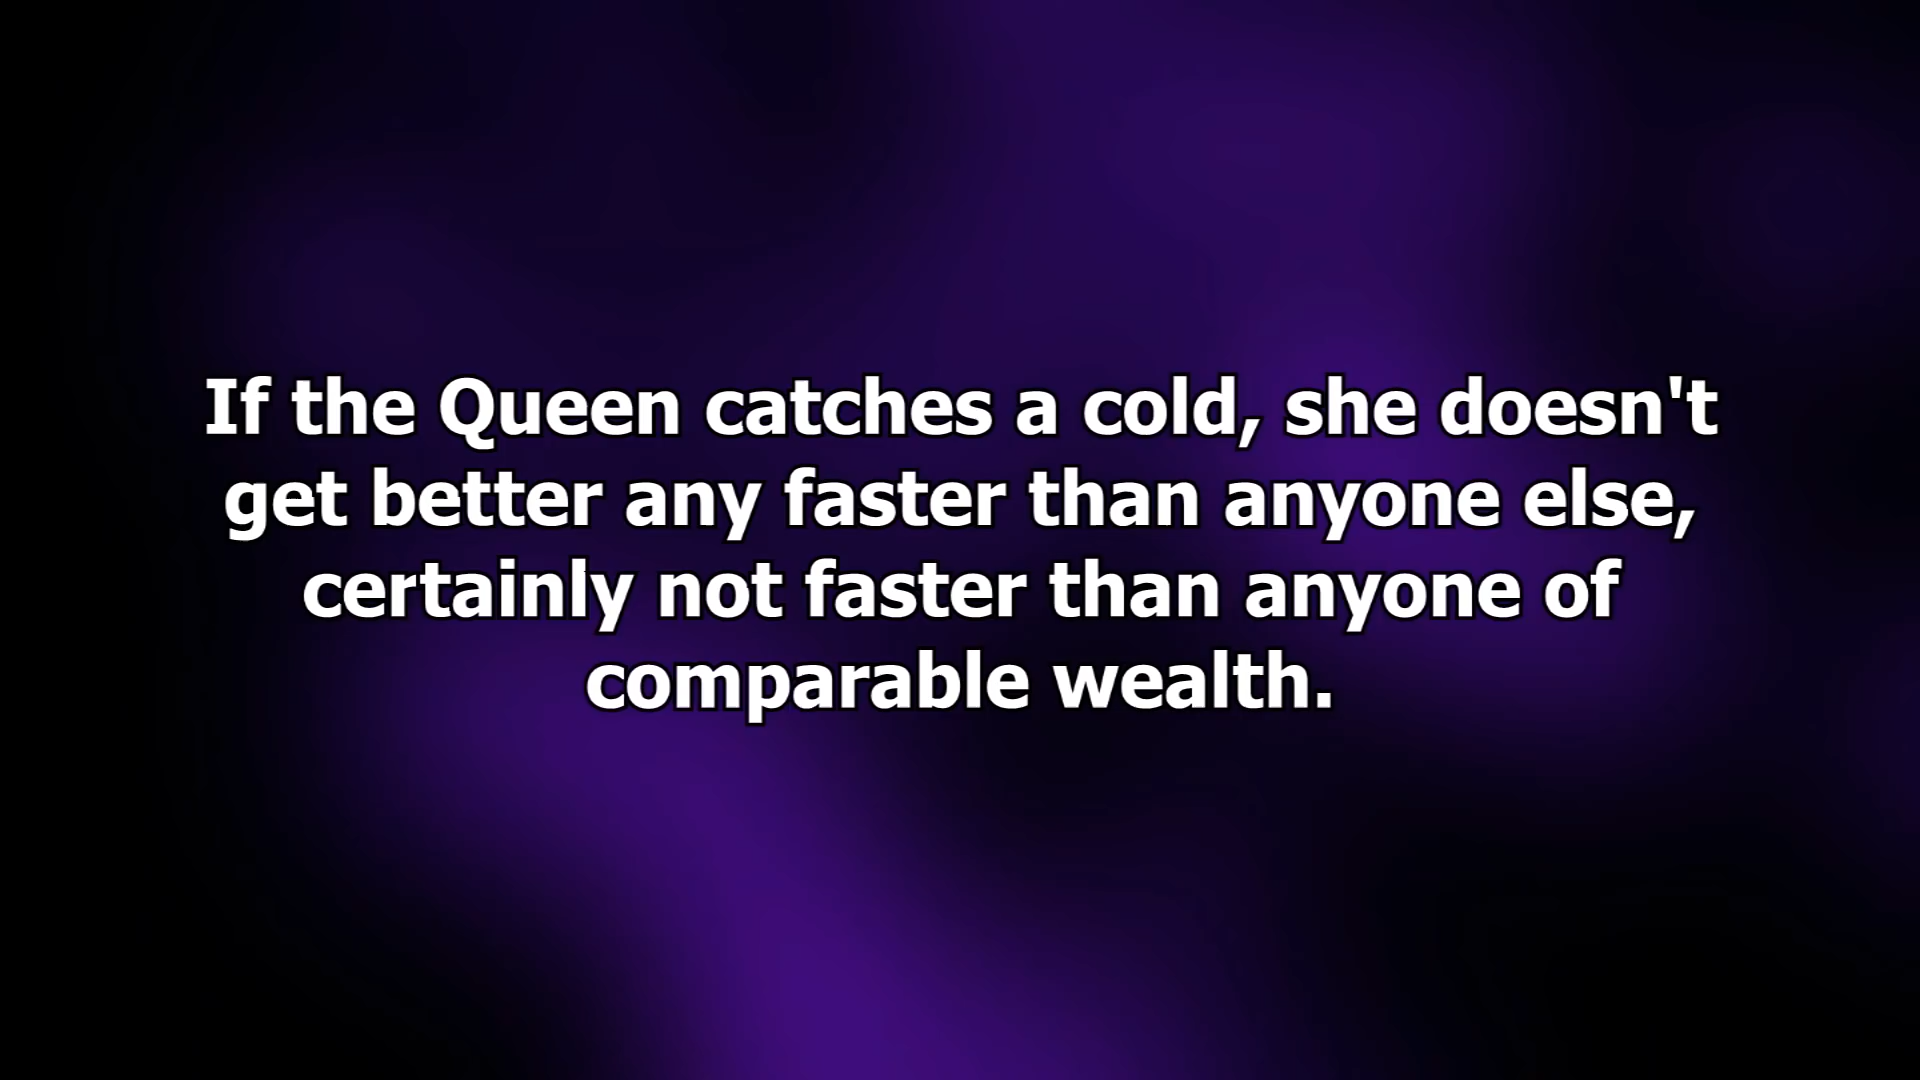 If the Queen catches a cold, she doesn't
get better any faster than anyone else,
certainly not faster than anyone of
comparable wealth.